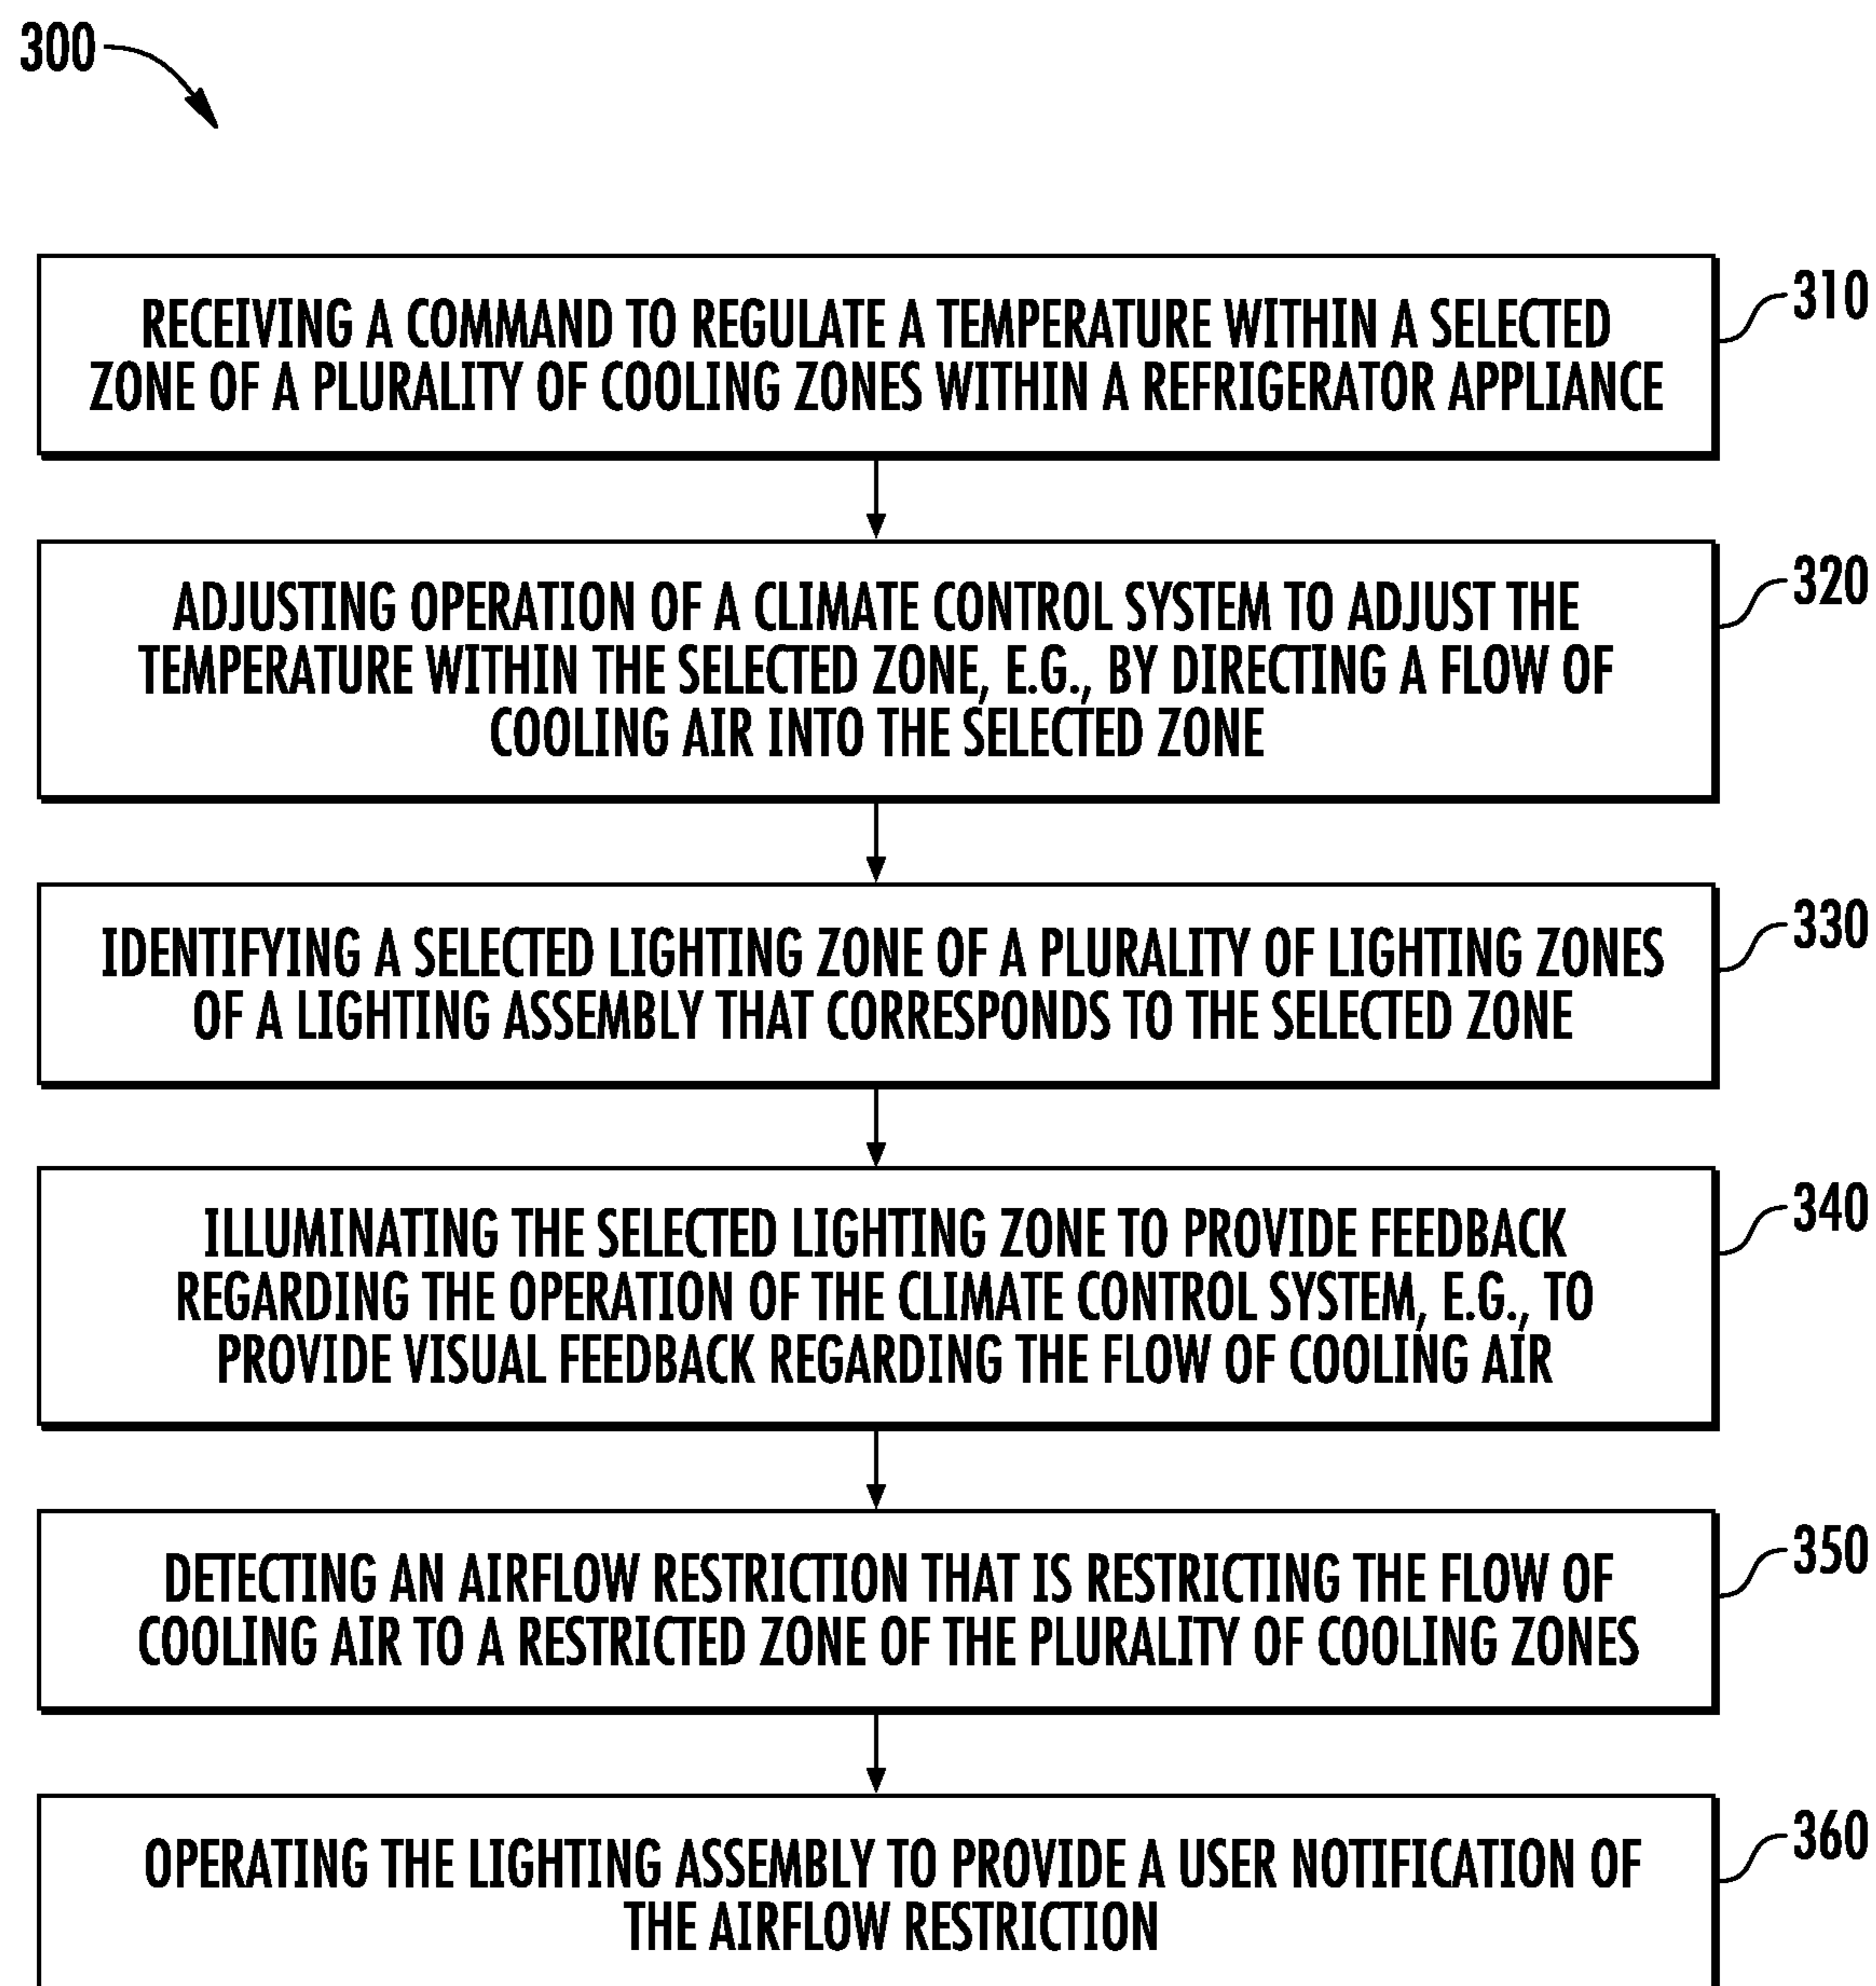 300
RECEIVING A COMMAND TO REGULATE A TEMPERATURE WITHIN A SELECTED
ZONE OF A PLURALITY OF COOLING ZONES WITHIN A REFRIGERATOR APPLIANCE
310
ADJUSTING OPERATION OF A CLIMATE CONTROL SYSTEM TO ADJUST THE
TEMPERATURE WITHIN THE SELECTED ZONE, E.G., BY DIRECTING A FLOW OF
COOLING AIR INTO THE SELECTED ZONE
320
IDENTIFYING A SELECTED LIGHTING ZONE OF A PLURALITY OF LIGHTING ZONES
OF A LIGHTING ASSEMBLY THAT CORRESPONDS TO THE SELECTED ZONE
330
ILLUMINATING THE SELECTED LIGHTING ZONE TO PROVIDE FEEDBACK
REGARDING THE OPERATION OF THE CLIMATE CONTROL SYSTEM, E.G., TO
PROVIDE VISUAL FEEDBACK REGARDING THE FLOW OF COOLING AIR
340
DETECTING AN AIRFLOW RESTRICTION THAT IS RESTRICTING THE FLOW OF
COOLING AIR TO A RESTRICTED ZONE OF THE PLURALITY OF COOLING ZONES
350
OPERATING THE LIGHTING ASSEMBLY TO PROVIDE A USER NOTIFICATION OF
THE AIRFLOW RESTRICTION
360